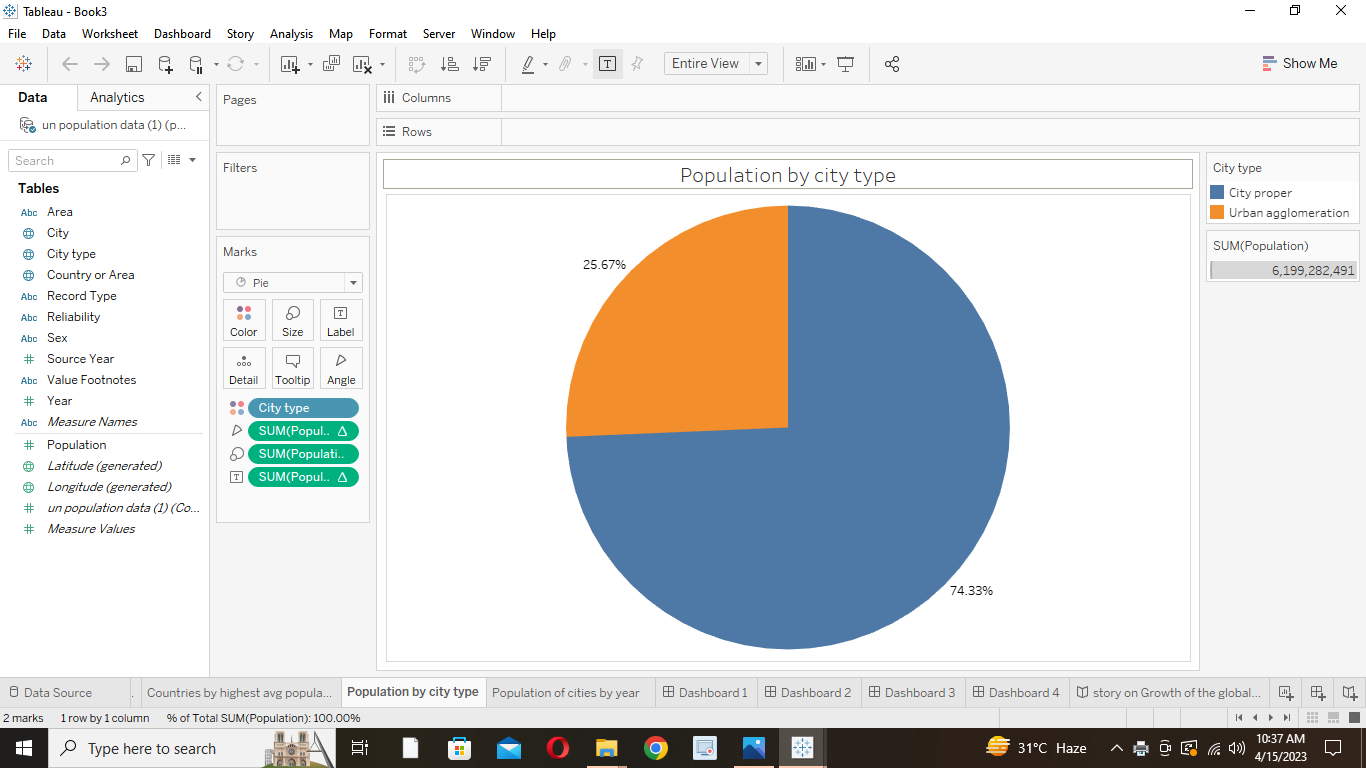 Tableau - Book3
File Data Worksheet Dashboard Story Analysis Map Format Server Window Help
Entire View
Show Me
Data Analytics
un population data (1) (p...
Search
Tables
Abc Area
City
City type
Country or Area
Abc Record Type
Abc Reliability
Abc Sex
Source Year
Abc Value Footnotes
Year
Abc Measure Names
Population
Latitude (generated)
Longitude (generated)
un population data (1) (Co...
Measure Values
Pages
Filters
Marks
Pie
Color Size Label
Detail Tooltip Angle
City type
SUM(Popul.. Δ
SUM(Populati..
SUM(Popul.. Δ
Columns
Rows
Population by city type
25.67%
74.33%
City type
City proper
Urban agglomeration
SUM(Population)
6,199,282,491
Data Source . Countries by highest avg popula... Population by city type Population of cities by year Dashboard 1 Dashboard 2 Dashboard 3 Dashboard 4 story on Growth of the global...
2 marks 1 row by 1 column % of Total SUM(Population): 100.00%
Type here to search 31°C Haze 10:37 AM
4/15/2023